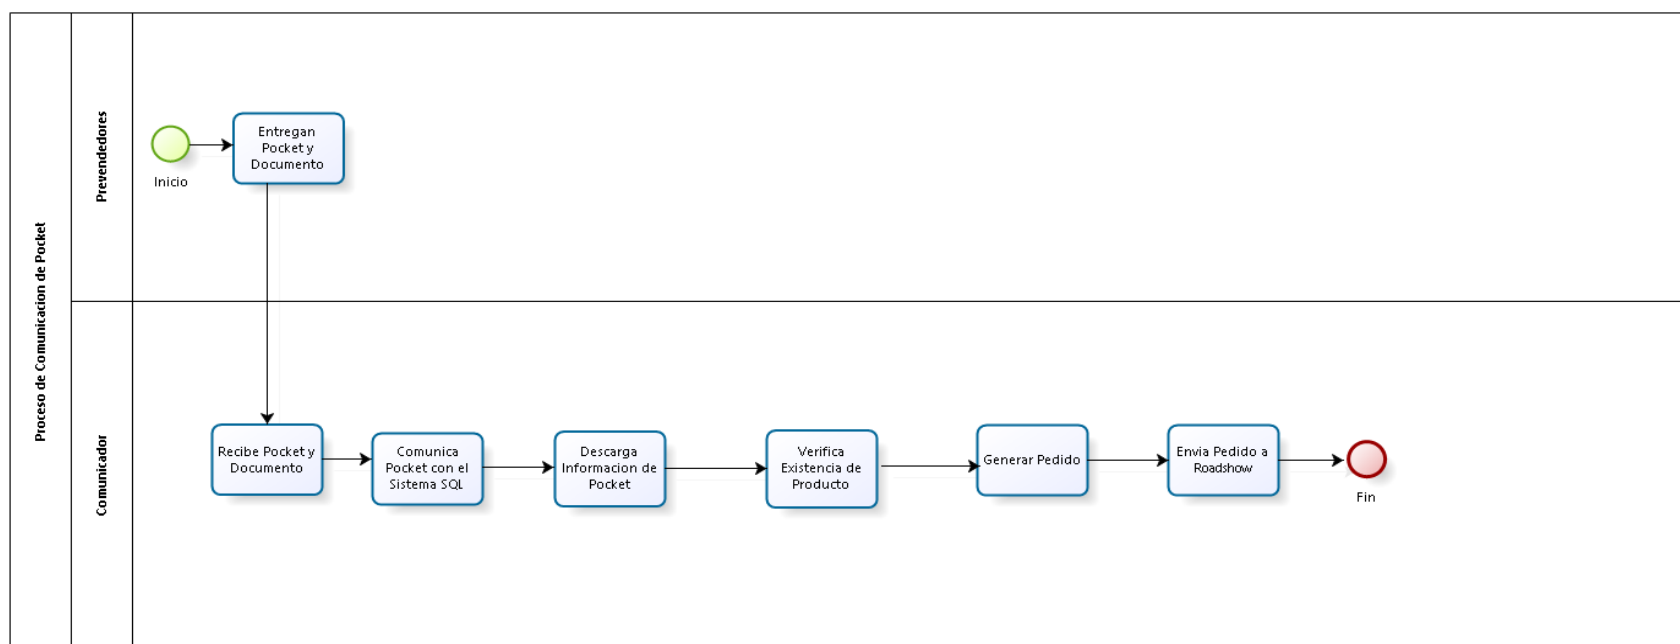 Proceso de Comunicacion de Pocket
Prevendedores
Inicio
Entregan
Pocket y
Documento
Comunicador
Recibe Pocket y
Documento
Comunica
Pocket con el
Sistema SQL
Descarga
Informacion de
Pocket
Verifica
Existencia de
Producto
Generar Pedido
Envia Pedido a
Roadshow
Fin